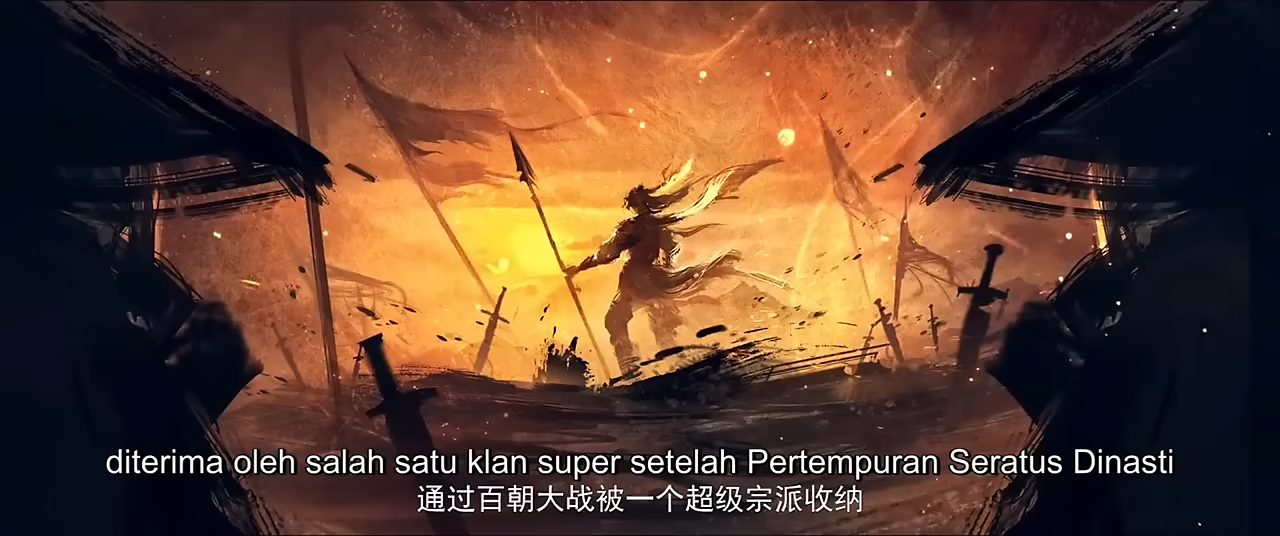 diterima oleh salah satu klan super setelah Pertempuran Seratus Dinasti
通过百朝大战被一个超级宗派收纳